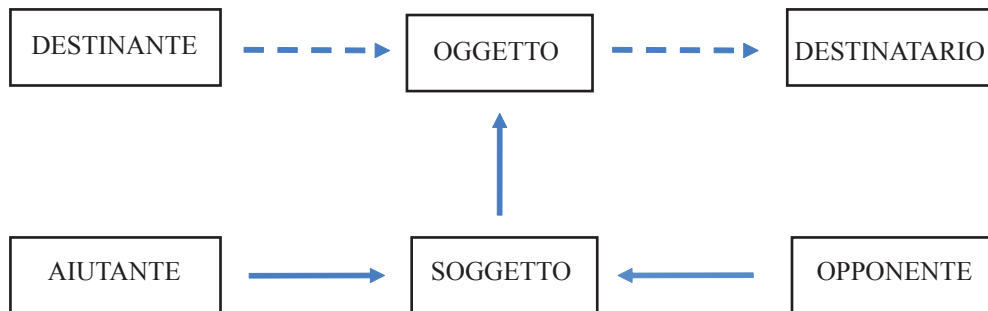 DESTINANTE
OGGETTO
DESTINATARIO
AIUTANTE
SOGGETTO
OPPONENTE